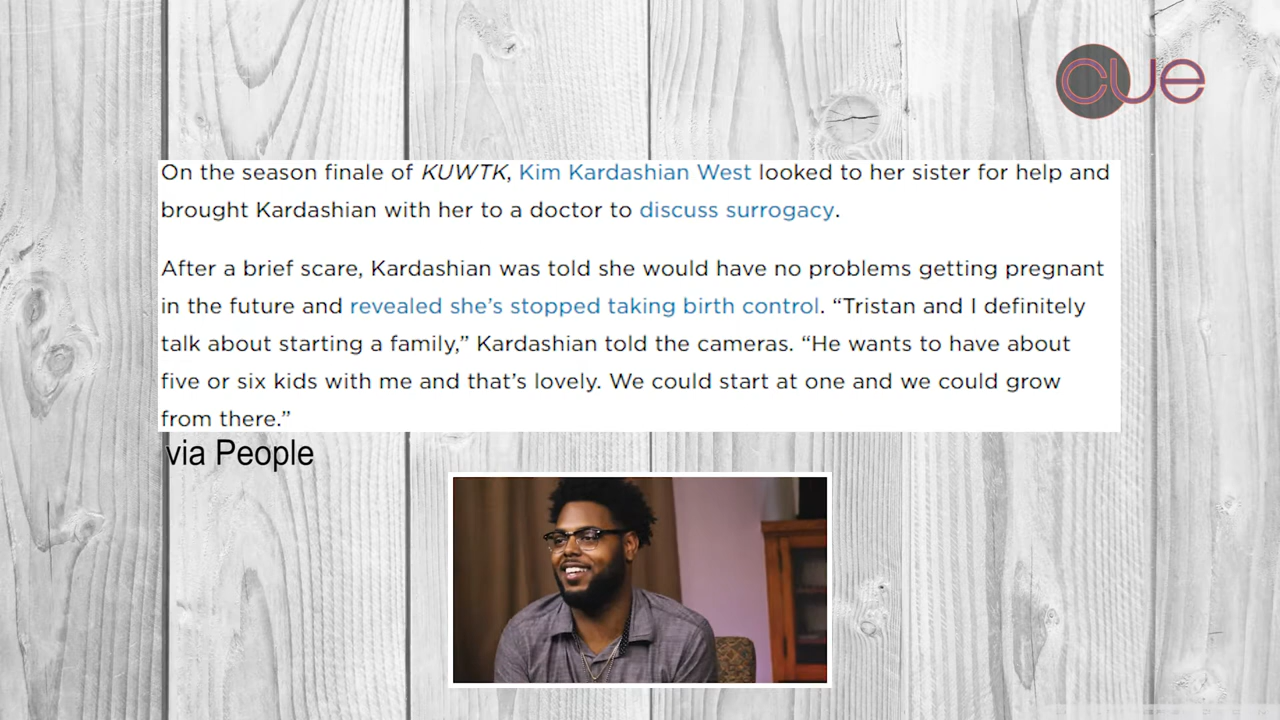 cue
On the season finale of KUWTK, Kim Kardashian West looked to her sister for help and
brought Kardashian with her to a doctor to discuss surrogacy.
After a brief scare, Kardashian was told she would have no problems getting pregnant
in the future and revealed she’s stopped taking birth control. “Tristan and I definitely
talk about starting a family,” Kardashian told the cameras. “He wants to have about
five or six kids with me and that’s lovely. We could start at one and we could grow
from there.”
via People